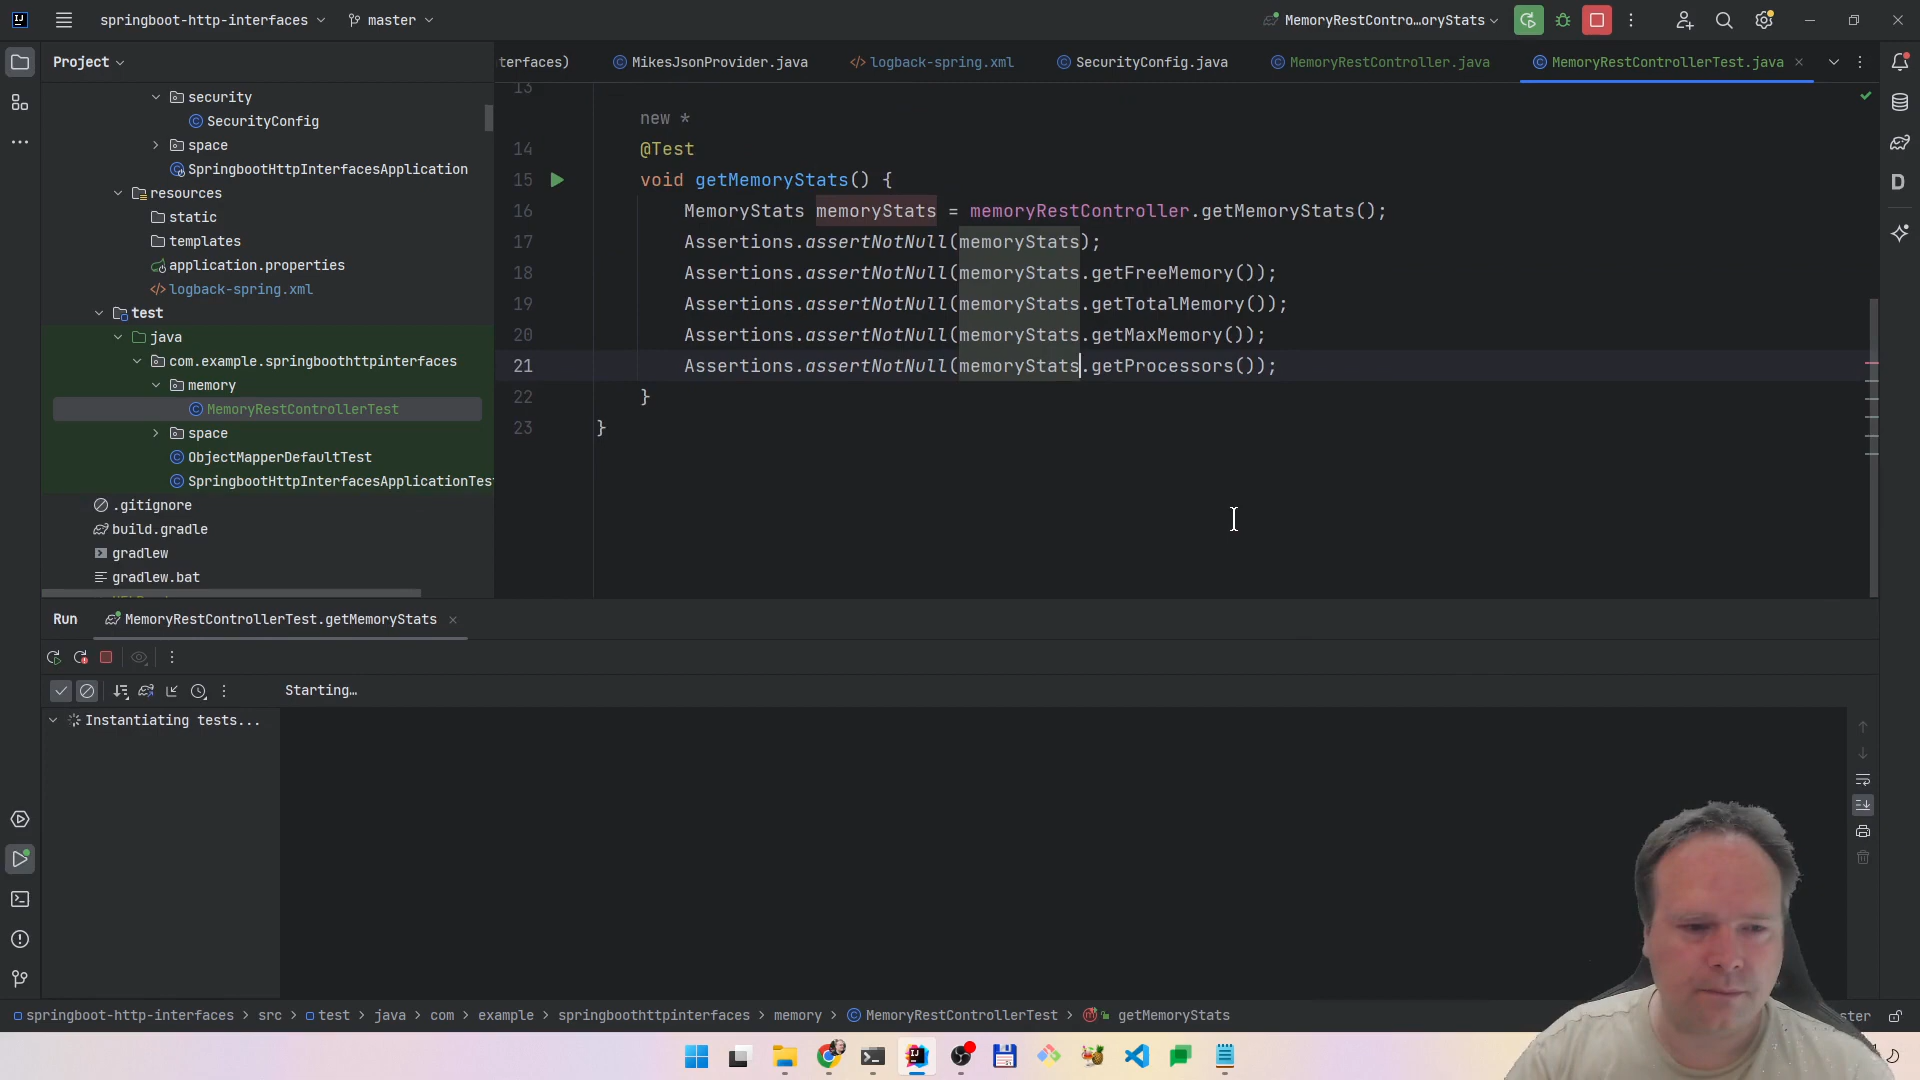 springboot-http-interfaces
master
MemoryRestContro...oryStats
Project
terfaces)
MikesJsonProvider.java
logback-spring.xml
SecurityConfig.java
MemoryRestController.java
MemoryRestControllerTest.java
security
SecurityConfig
space
SpringbootHttpInterfacesApplication
resources
static
templates
application.properties
logback-spring.xml
test
java
com.example.springboothttpinterfaces
memory
MemoryRestControllerTest
space
ObjectMapperDefaultTest
SpringbootHttpInterfacesApplicationTes
.gitignore
build.gradle
gradlew
gradlew.bat
13
new *
14 @Test
15 void getMemoryStats() {
16 MemoryStats memoryStats = memoryRestController.getMemoryStats();
17 Assertions.assertNotNull(memoryStats);
18 Assertions.assertNotNull(memoryStats.getFreeMemory());
19 Assertions.assertNotNull(memoryStats.getTotalMemory());
20 Assertions.assertNotNull(memoryStats.getMaxMemory());
21 Assertions.assertNotNull(memoryStats.getProcessors());
22 }
23 }
Run
MemoryRestControllerTest.getMemoryStats
Starting...
Instantiating tests...
springboot-http-interfaces > src > test > java > com > example > springboothttpinterfaces > memory > MemoryRestControllerTest > getMemoryStats
ster